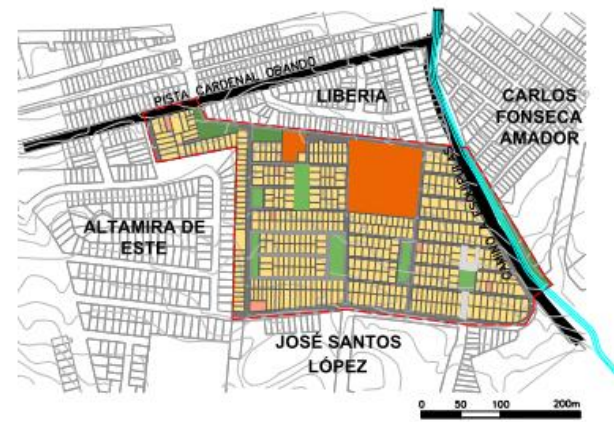 PISTA CARDENAL OBANDO
LIBERIA
CARLOS
FONSECA
AMADOR
ALTAMIRA DE
ESTE
JOSÉ SANTOS
LÓPEZ
0 50 100 200m